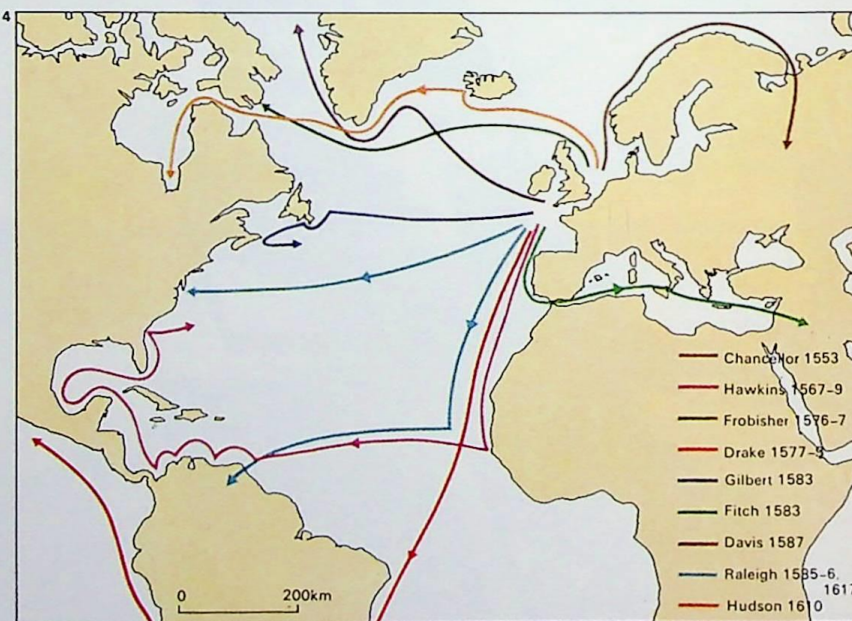 4
Chancellor 1553
Hawkins 1567-9
Frobisher 1576-7
Drake 1577-
Gilbert 1583
Fitch 1583
Davis 1587
Raleigh 1585-6,
1617
Hudson 1610
0 200km